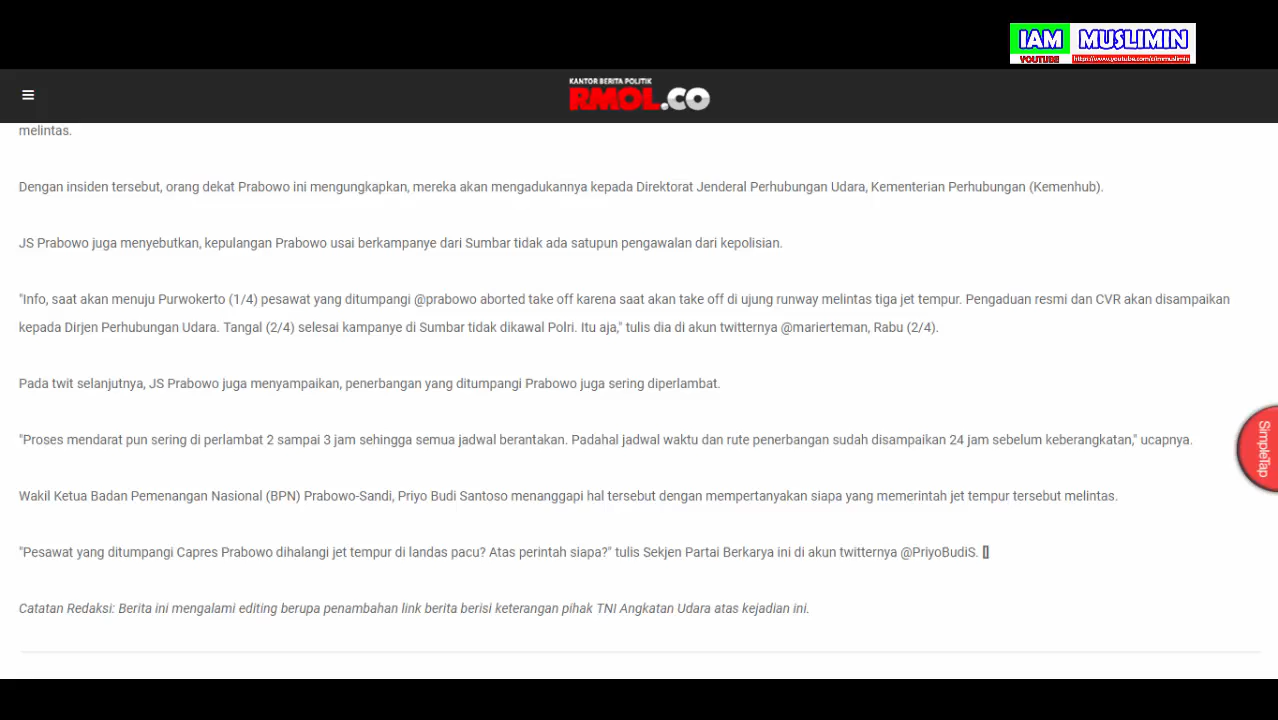 IAM MUSLIMIN
YOUTUBE https://www.youtube.com/c/immuslimin
KANTOR BERITA POLITIK
RMOL.CO
melintas.
Dengan insiden tersebut, orang dekat Prabowo ini mengungkapkan, mereka akan mengadukannya kepada Direktorat Jenderal Perhubungan Udara, Kementerian Perhubungan (Kemenhub).
JS Prabowo juga menyebutkan, kepulangan Prabowo usai berkampanye dari Sumbar tidak ada satupun pengawalan dari kepolisian.
"Info, saat akan menuju Purwokerto (1/4) pesawat yang ditumpangi @prabowo aborted take off karena saat akan take off di ujung runway melintas tiga jet tempur. Pengaduan resmi dan CVR akan disampaikan
kepada Dirjen Perhubungan Udara. Tangal (2/4) selesai kampanye di Sumbar tidak dikawal Polri. Itu aja," tulis dia di akun twitternya @marierteman, Rabu (2/4).
Pada twit selanjutnya, JS Prabowo juga menyampaikan, penerbangan yang ditumpangi Prabowo juga sering diperlambat.
"Proses mendarat pun sering di perlambat 2 sampai 3 jam sehingga semua jadwal berantakan. Padahal jadwal waktu dan rute penerbangan sudah disampaikan 24 jam sebelum keberangkatan," ucapnya.
SimpleTap
Wakil Ketua Badan Pemenangan Nasional (BPN) Prabowo-Sandi, Priyo Budi Santoso menanggapi hal tersebut dengan mempertanyakan siapa yang memerintah jet tempur tersebut melintas.
"Pesawat yang ditumpangi Capres Prabowo dihalangi jet tempur di landas pacu? Atas perintah siapa?" tulis Sekjen Partai Berkarya ini di akun twitternya @PriyoBudiS. []
Catatan Redaksi: Berita ini mengalami editing berupa penambahan link berita berisi keterangan pihak TNI Angkatan Udara atas kejadian ini.